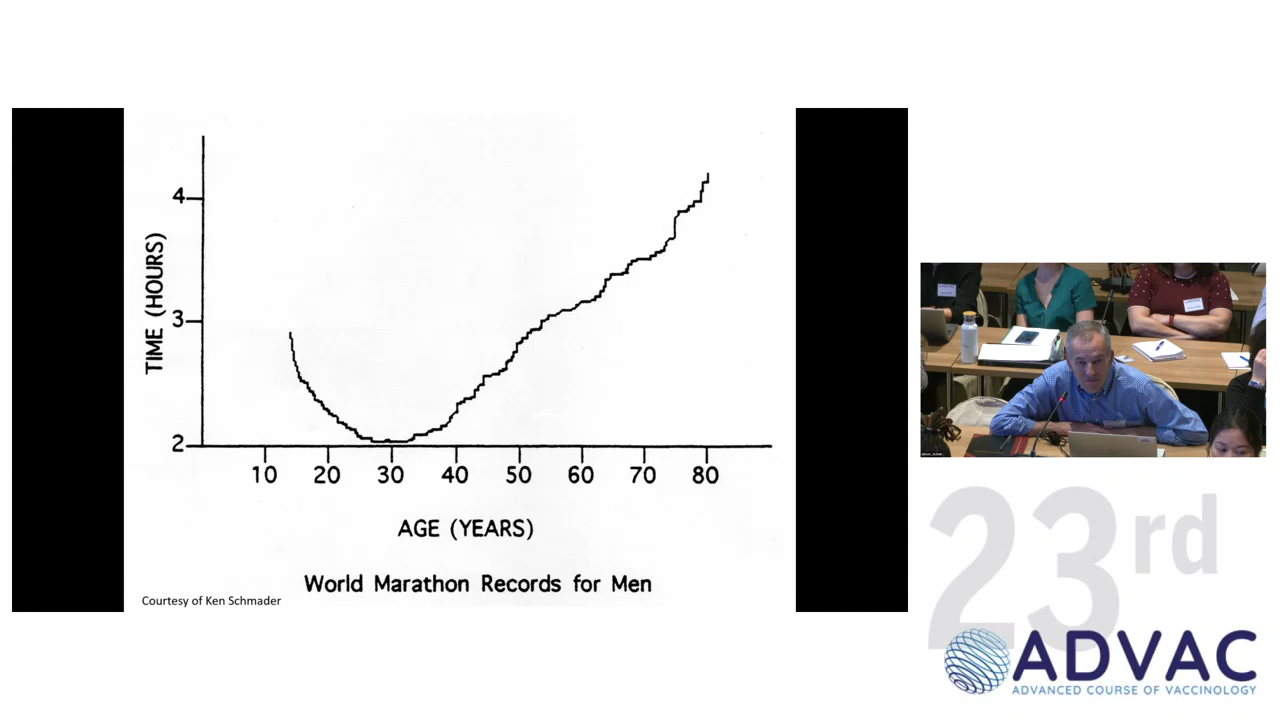 4
3
2
TIME (HOURS)
10 20 30 40 50 60 70 80
AGE (YEARS)
World Marathon Records for Men
Courtesy of Ken Schmader
23rd
ADVAC
ADVANCED COURSE OF VACCINOLOGY